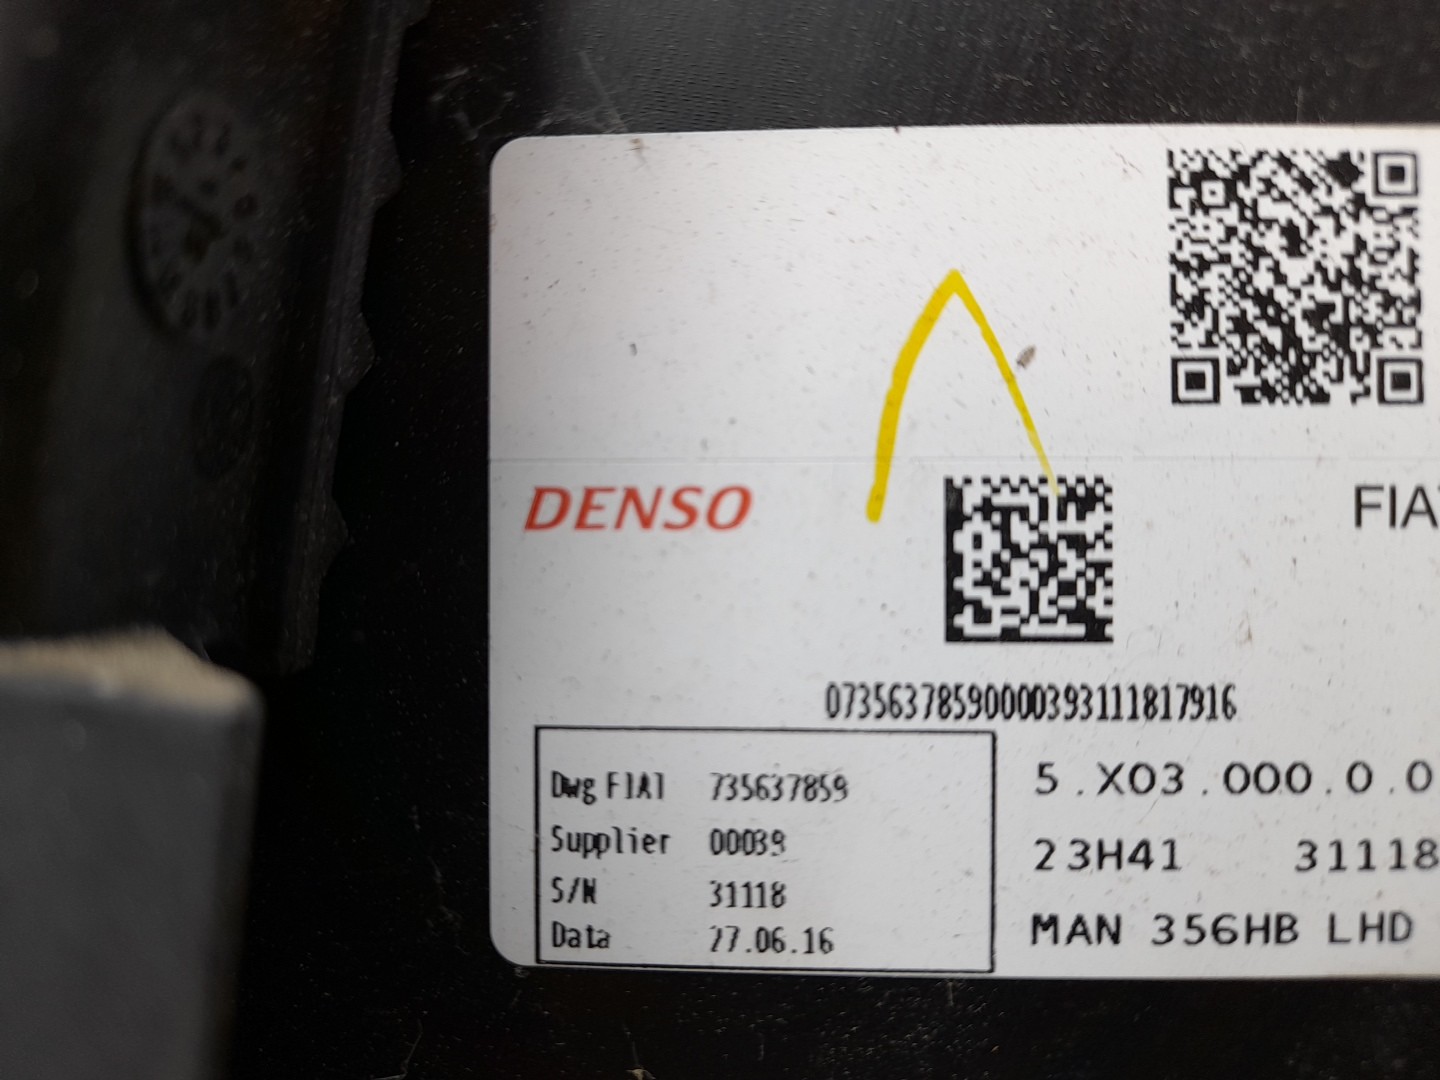 DENSO
FIA
07356378590000393111817916
Dwg FIAT 735637859
Supplier 00039
S/N 31118
Data 27.06.16
5.X03.000.0.0
23H41 31118
MAN 356HB LHD